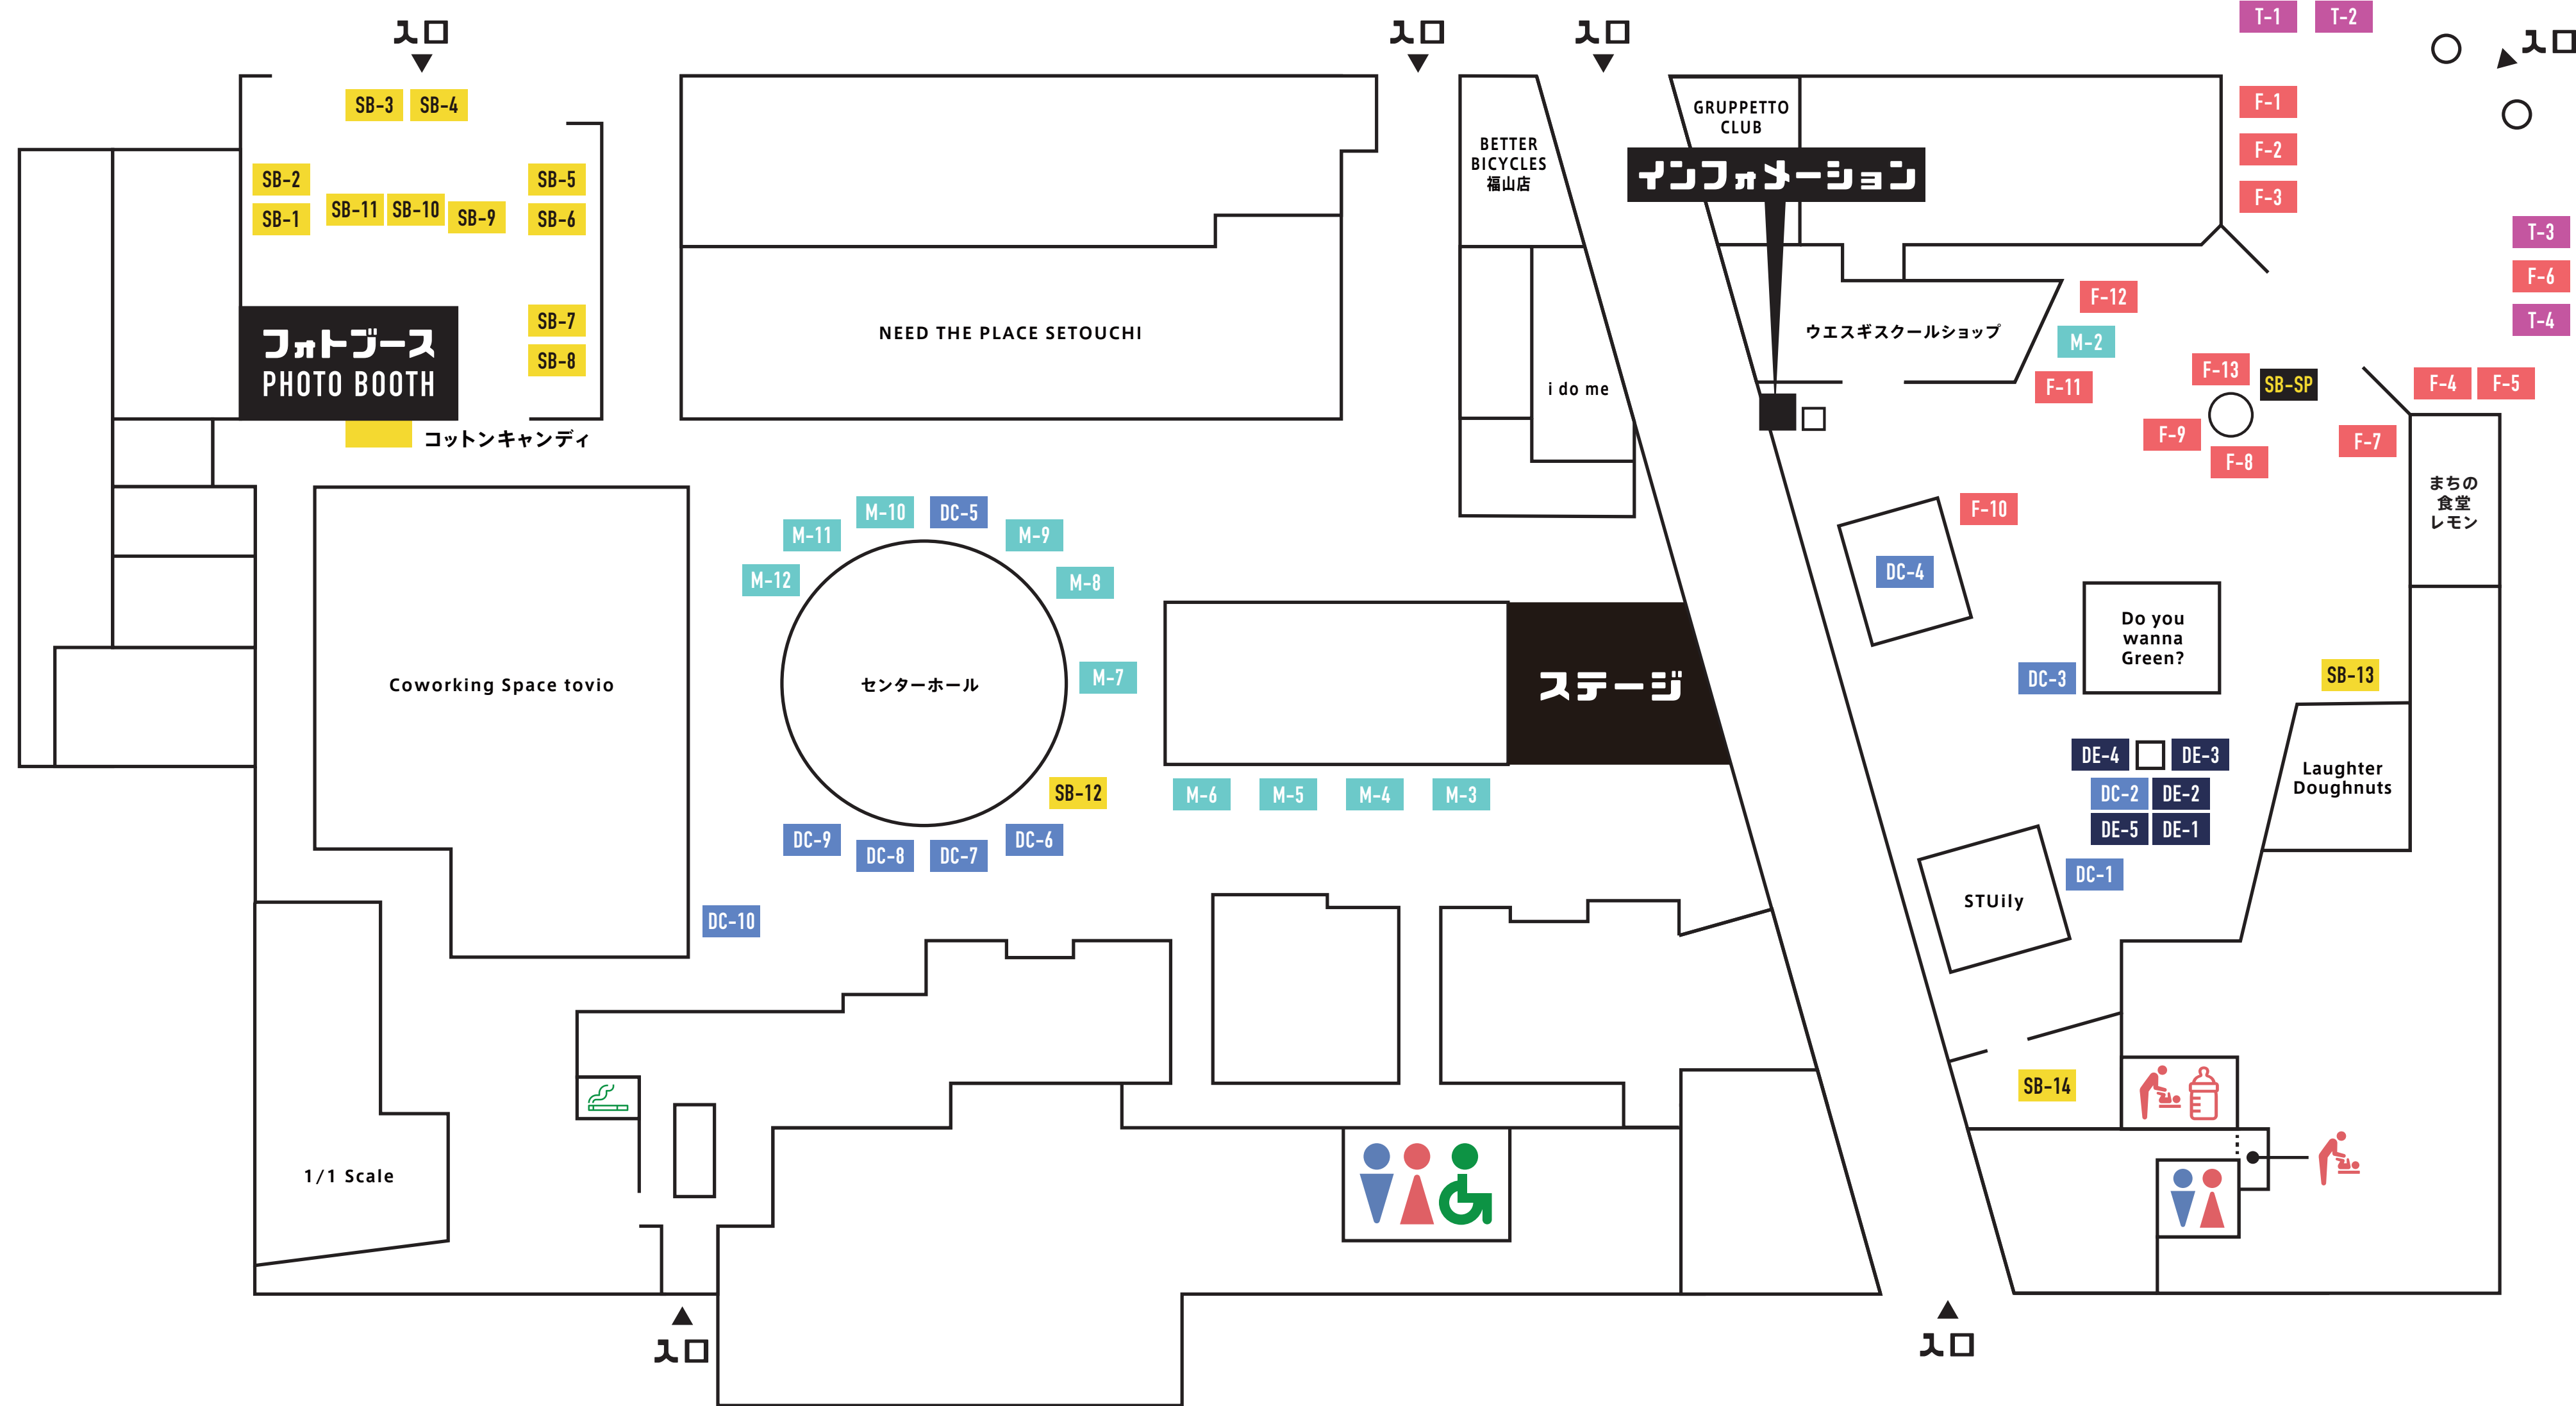 入口
入口
入口
入口
T-1
T-2
SB-3
SB-4
SB-2
SB-1
SB-11
SB-10
SB-9
SB-5
SB-6
SB-7
SB-8
フォトブース
PHOTO BOOTH
コットンキャンディ
NEED THE PLACE SETOUCHI
BETTER
BICYCLES
福山店
i do me
GRUPPETTO
CLUB
インフォメーション
ウエスギスクールショップ
F-1
F-2
F-3
T-3
F-6
T-4
F-12
M-2
F-11
F-13
SB-SP
F-9
F-8
F-7
F-4
F-5
まちの
食堂
レモン
F-10
DC-4
Do you
wanna
Green?
DC-3
SB-13
Laughter
Doughnuts
DE-4
DE-3
DC-2
DE-2
DE-5
DE-1
DC-1
STUily
SB-14
Coworking Space tovio
M-10
DC-5
M-11
M-9
M-12
M-8
センターホール
M-7
SB-12
DC-9
DC-8
DC-7
DC-6
DC-10
ステージ
M-6
M-5
M-4
M-3
1/1 Scale
入口
入口